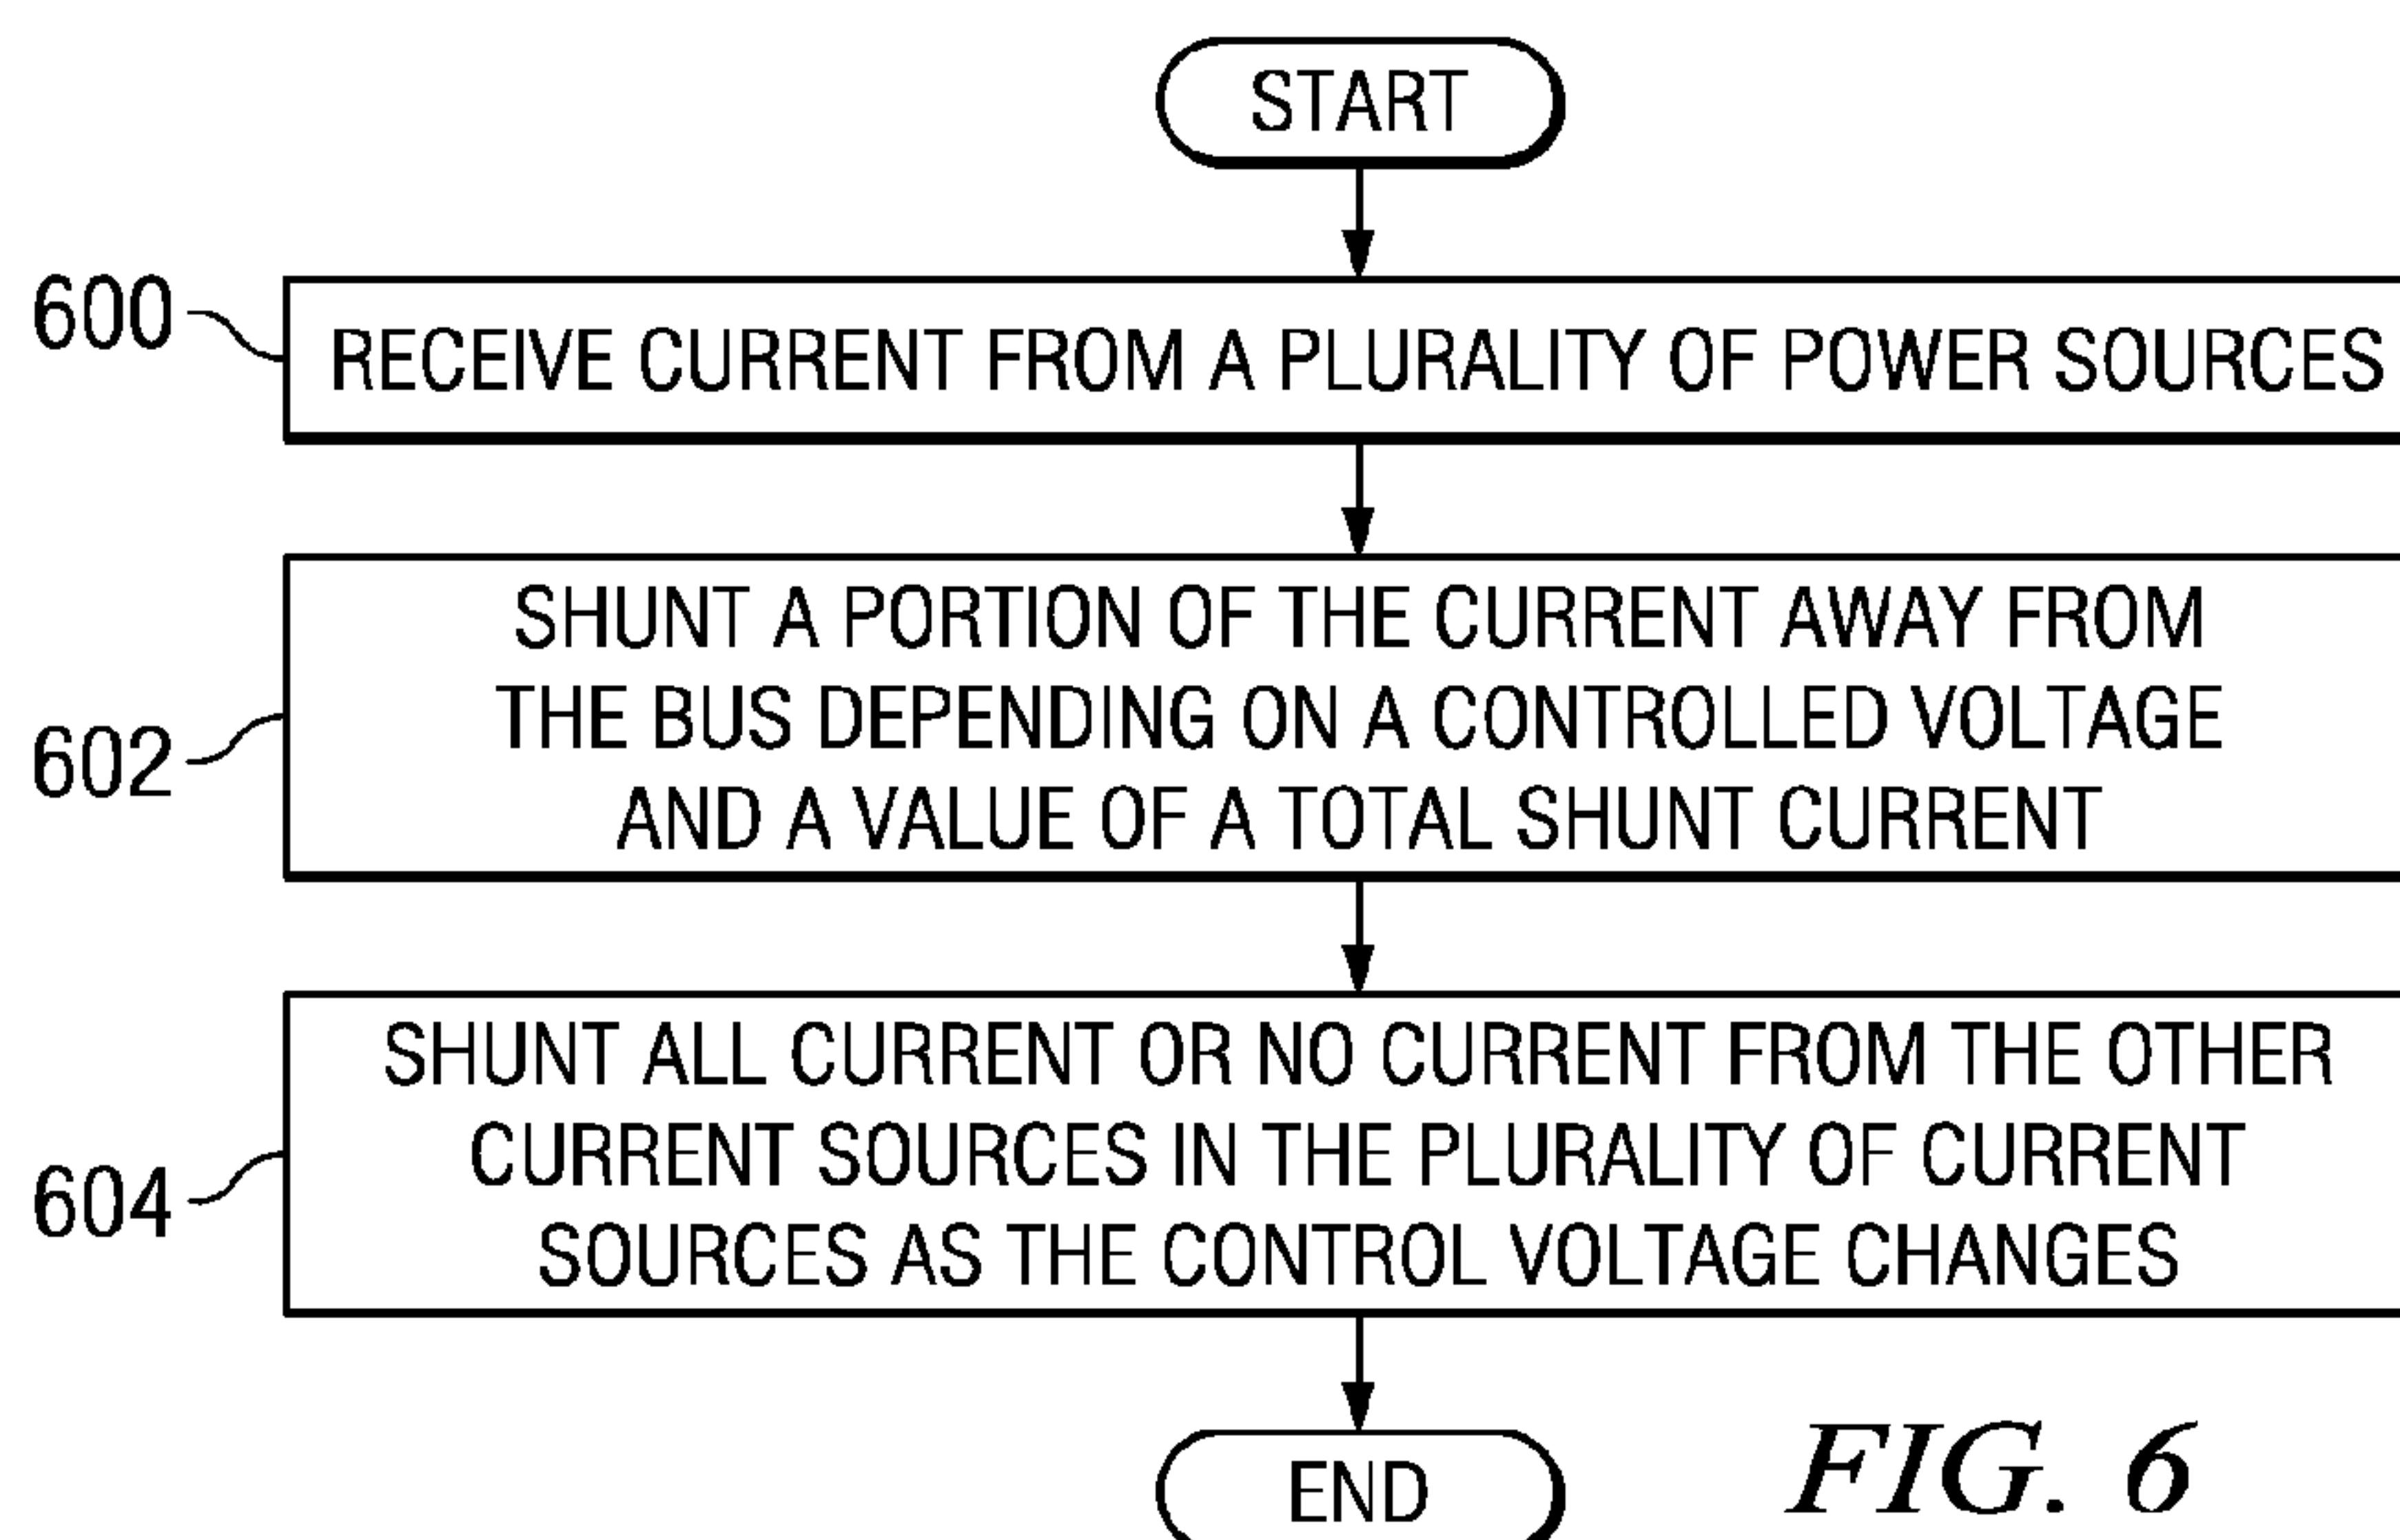 START
600
RECEIVE CURRENT FROM A PLURALITY OF POWER SOURCES
602
SHUNT A PORTION OF THE CURRENT AWAY FROM
THE BUS DEPENDING ON A CONTROLLED VOLTAGE
AND A VALUE OF A TOTAL SHUNT CURRENT
604
SHUNT ALL CURRENT OR NO CURRENT FROM THE OTHER
CURRENT SOURCES IN THE PLURALITY OF CURRENT
SOURCES AS THE CONTROL VOLTAGE CHANGES
END
FIG. 6